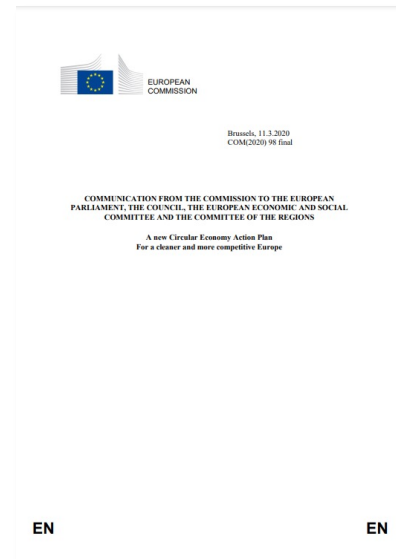 EUROPEAN
COMMISSION
Brussels, 11.3.2020
COM(2020) 98 final
COMMUNICATION FROM THE COMMISSION TO THE EUROPEAN
PARLIAMENT, THE COUNCIL, THE EUROPEAN ECONOMIC AND SOCIAL
COMMITTEE AND THE COMMITTEE OF THE REGIONS
A new Circular Economy Action Plan
For a cleaner and more competitive Europe
EN EN